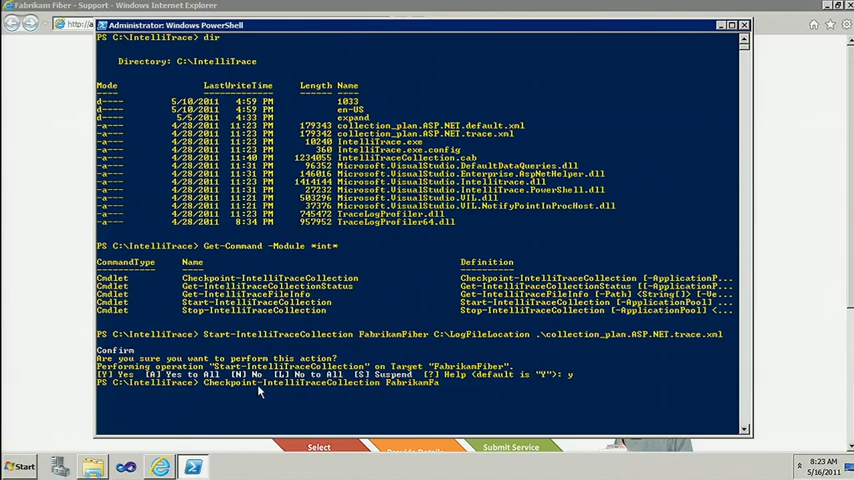 Fabrikam Fiber - Support - Windows Internet Explorer
http://a
Administrator: Windows PowerShell
PS C:\IntelliTrace> dir
Directory: C:\IntelliTrace
Mode LastWriteTime Length Name
d---- 5/10/2011 4:59 PM 1033
d---- 5/10/2011 4:59 PM en-US
d---- 5/5/2011 4:33 PM expand
-a--- 4/28/2011 11:23 PM 179343 collection_plan.ASP.NET.default.xml
-a--- 4/28/2011 11:23 PM 179342 collection_plan.ASP.NET.trace.xml
-a--- 4/28/2011 11:23 PM 10240 IntelliTrace.exe
-a--- 4/28/2011 11:23 PM 360 IntelliTrace.exe.config
-a--- 4/28/2011 11:40 PM 1234055 IntelliTraceCollection.cab
-a--- 4/28/2011 11:31 PM 96352 Microsoft.VisualStudio.DefaultDataQueries.dll
-a--- 4/28/2011 11:31 PM 146016 Microsoft.VisualStudio.Enterprise.AspNetHelper.dll
-a--- 4/28/2011 11:23 PM 1414144 Microsoft.VisualStudio.Intellitrace.dll
-a--- 4/28/2011 11:31 PM 27232 Microsoft.VisualStudio.IntelliTrace.PowerShell.dll
-a--- 4/28/2011 11:21 PM 503296 Microsoft.VisualStudio.VIL.dll
-a--- 4/28/2011 11:21 PM 37376 Microsoft.VisualStudio.VIL.NotifyPointInProcHost.dll
-a--- 4/28/2011 11:23 PM 745472 TraceLogProfiler.dll
-a--- 4/28/2011 8:34 PM 957952 TraceLogProfiler64.dll
PS C:\IntelliTrace> Get-Command -Module *int*
CommandType Name Definition
Cmdlet Checkpoint-IntelliTraceCollection Checkpoint-IntelliTraceCollection [-ApplicationP...
Cmdlet Get-IntelliTraceCollectionStatus Get-IntelliTraceCollectionStatus [[-ApplicationP...
Cmdlet Get-IntelliTraceFileInfo Get-IntelliTraceFileInfo [-Path] <String[]> [-Ve...
Cmdlet Start-IntelliTraceCollection Start-IntelliTraceCollection [-ApplicationPool] ...
Cmdlet Stop-IntelliTraceCollection Stop-IntelliTraceCollection [-ApplicationPool] <...
PS C:\IntelliTrace> Start-IntelliTraceCollection FabrikamFiber C:\LogFileLocation .\collection_plan.ASP.NET.trace.xml
Confirm
Are you sure you want to perform this action?
Performing operation "Start-IntelliTraceCollection" on Target "FabrikamFiber".
[Y] Yes [A] Yes to All [N] No [L] No to All [S] Suspend [?] Help (default is "Y"): y
PS C:\IntelliTrace> Checkpoint-IntelliTraceCollection FabrikamFa
Select
Submit Service
Start
8:23 AM
5/16/2011